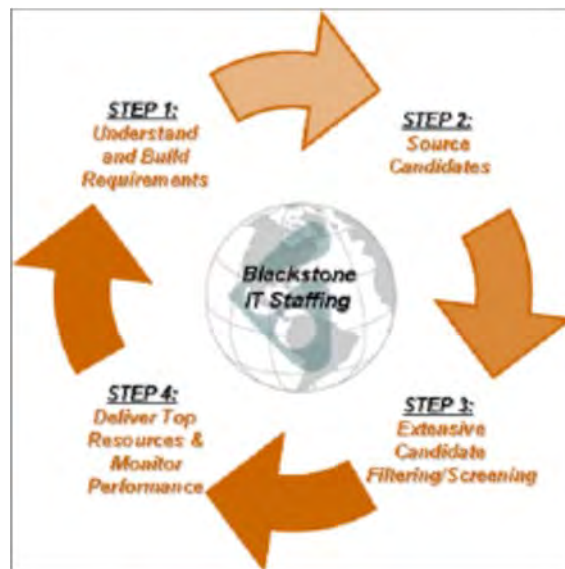 STEP 1:
Understand
and Build
Requirements
STEP 2:
Source
Candidates
Blackstone
IT Staffing
STEP 3:
Extensive
Candidate
Filtering/Screening
STEP 4:
Deliver Top
Resources &
Monitor
Performance